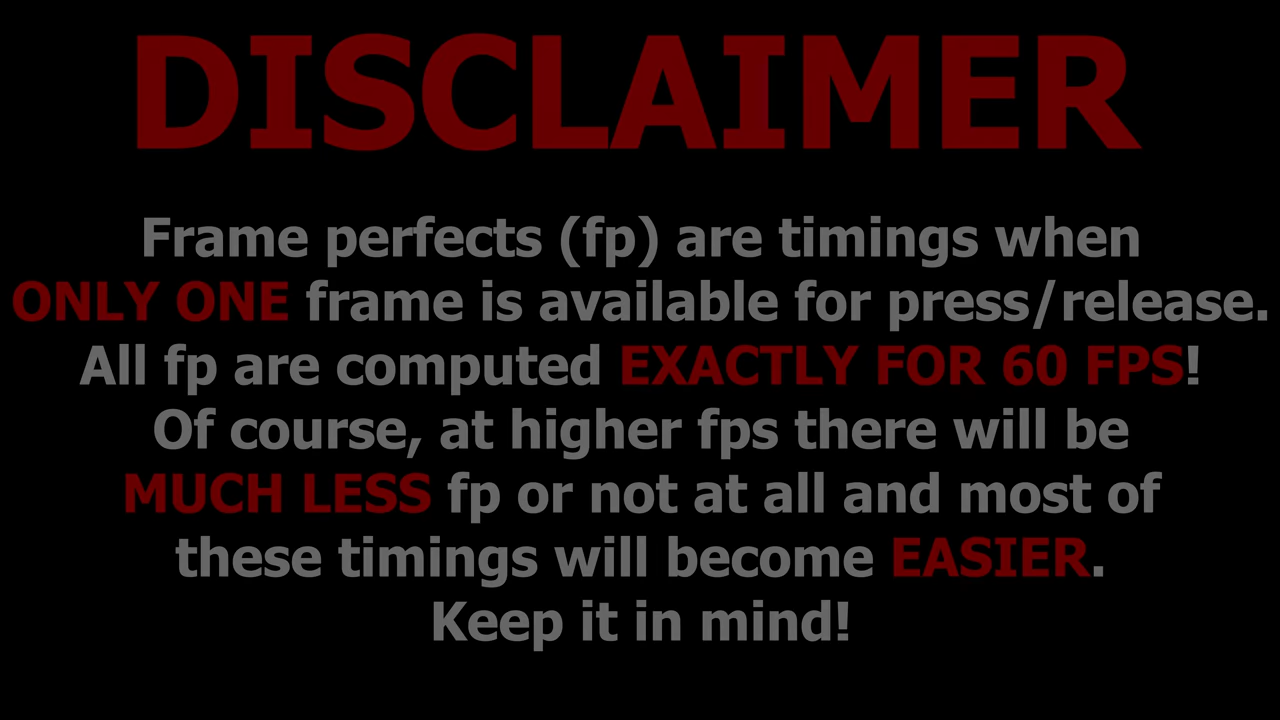 DISCLAIMER
Frame perfects (fp) are timings when
ONLY ONE frame is available for press/release.
All fp are computed EXACTLY FOR 60 FPS!
Of course, at higher fps there will be
MUCH LESS fp or not at all and most of
these timings will become EASIER.
Keep it in mind!